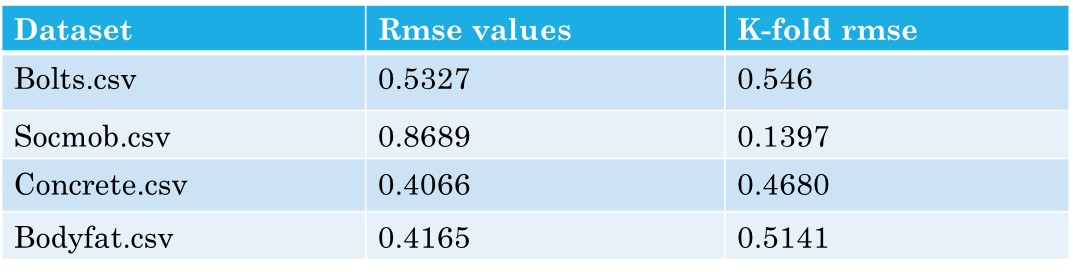 Dataset Rmse values K-fold rmse
Bolts.csv 0.5327 0.546
Socmob.csv 0.8689 0.1397
Concrete.csv 0.4066 0.4680
Bodyfat.csv 0.4165 0.5141